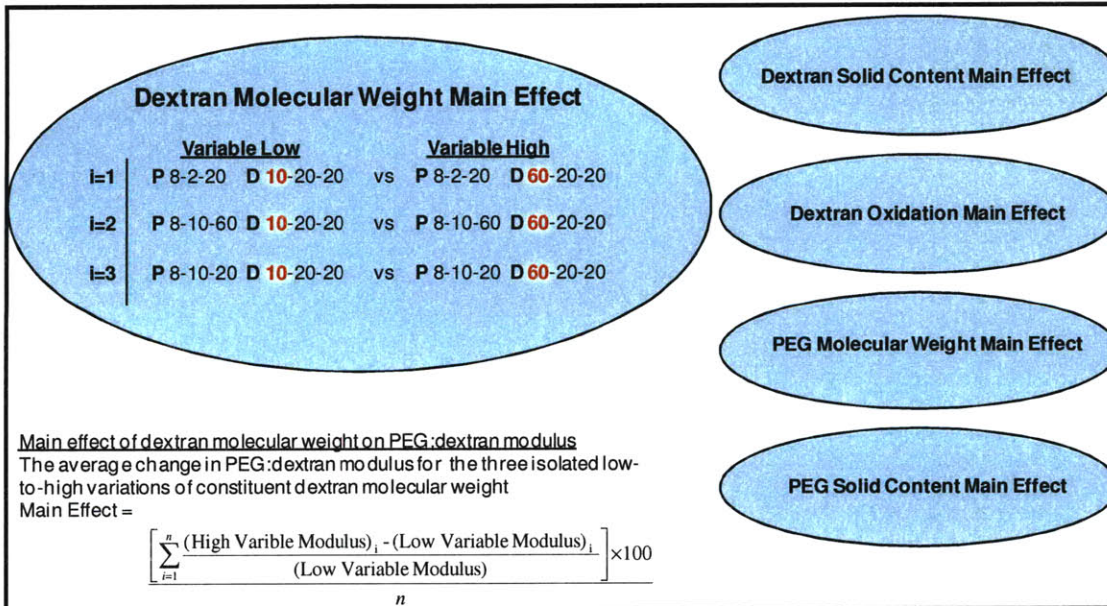 Dextran Molecular Weight Main Effect
Variable Low Variable High
i=1 P 8-2-20 D 10-20-20 vs P 8-2-20 D 60-20-20
i=2 P 8-10-60 D 10-20-20 vs P 8-10-60 D 60-20-20
i=3 P 8-10-20 D 10-20-20 vs P 8-10-20 D 60-20-20
Dextran Solid Content Main Effect
Dextran Oxidation Main Effect
PEG Molecular Weight Main Effect
PEG Solid Content Main Effect
Main effect of dextran molecular weight on PEG:dextran modulus
The average change in PEG:dextran modulus for the three isolated low-
to-high variations of constituent dextran molecular weight
Main Effect =
[ n∑i=1 (High Varible Modulus)i - (Low Variable Modulus)i / (Low Variable Modulus) ] ×100
n